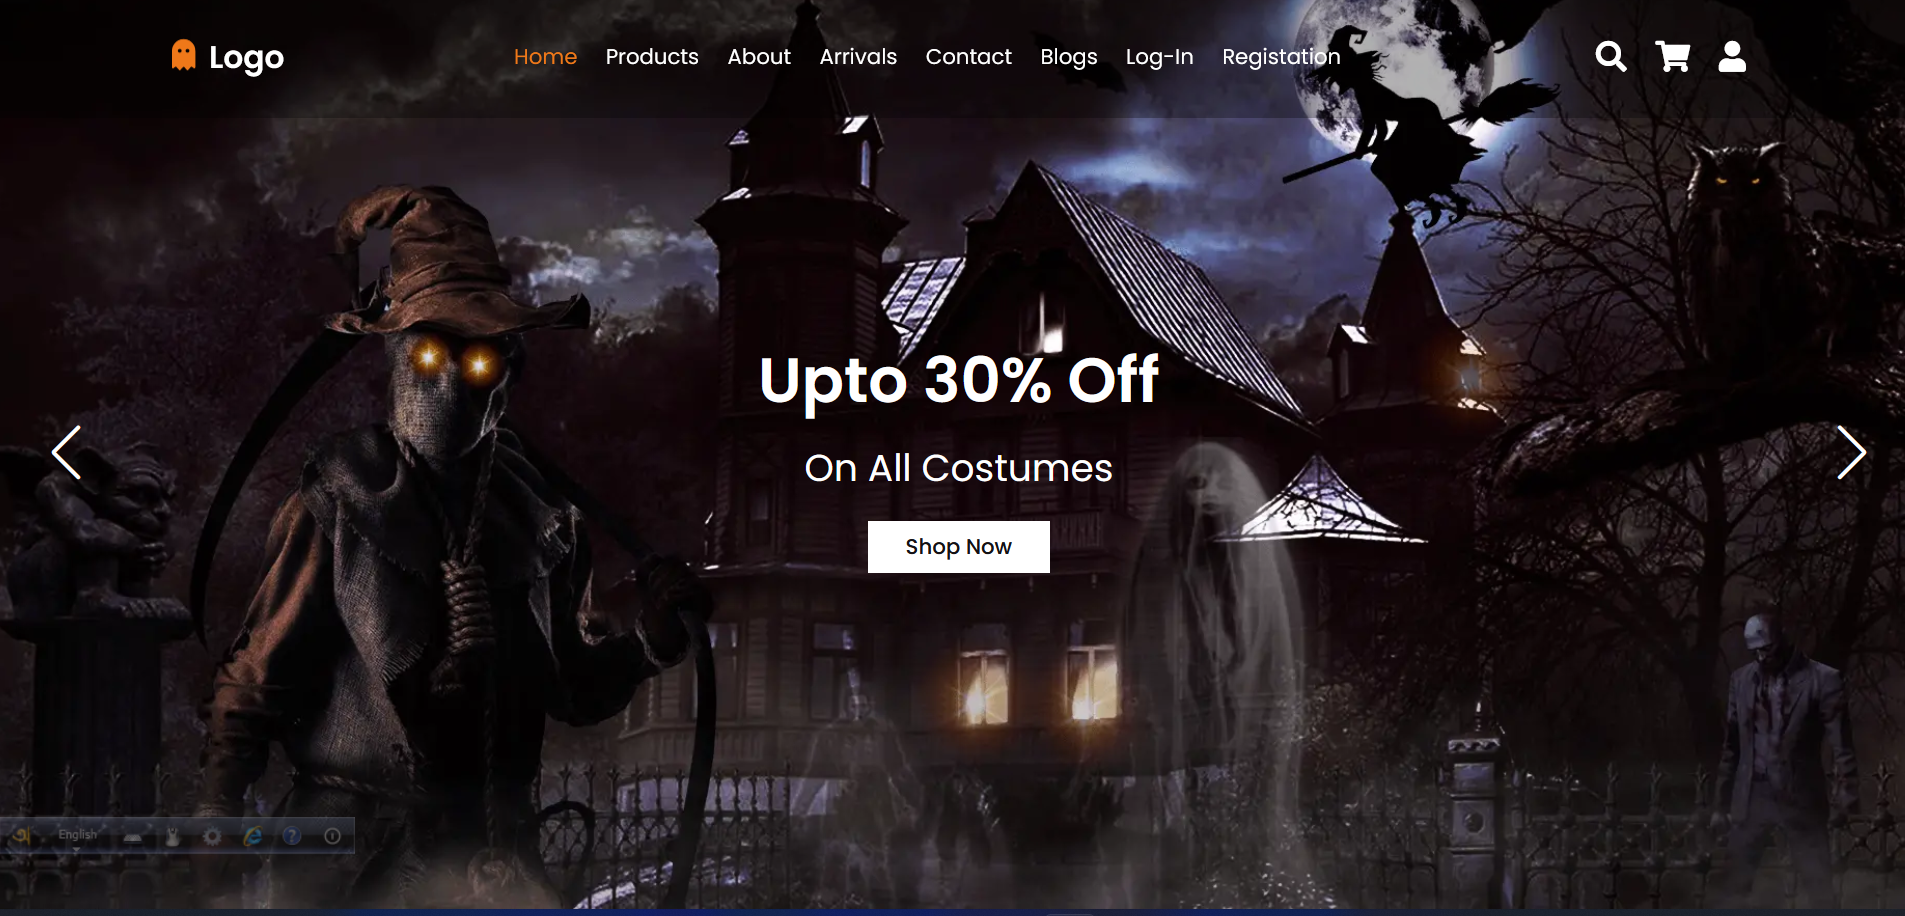 Logo
Home Products About Arrivals Contact Blogs Log-In Registation
Upto 30% Off
On All Costumes
Shop Now
English